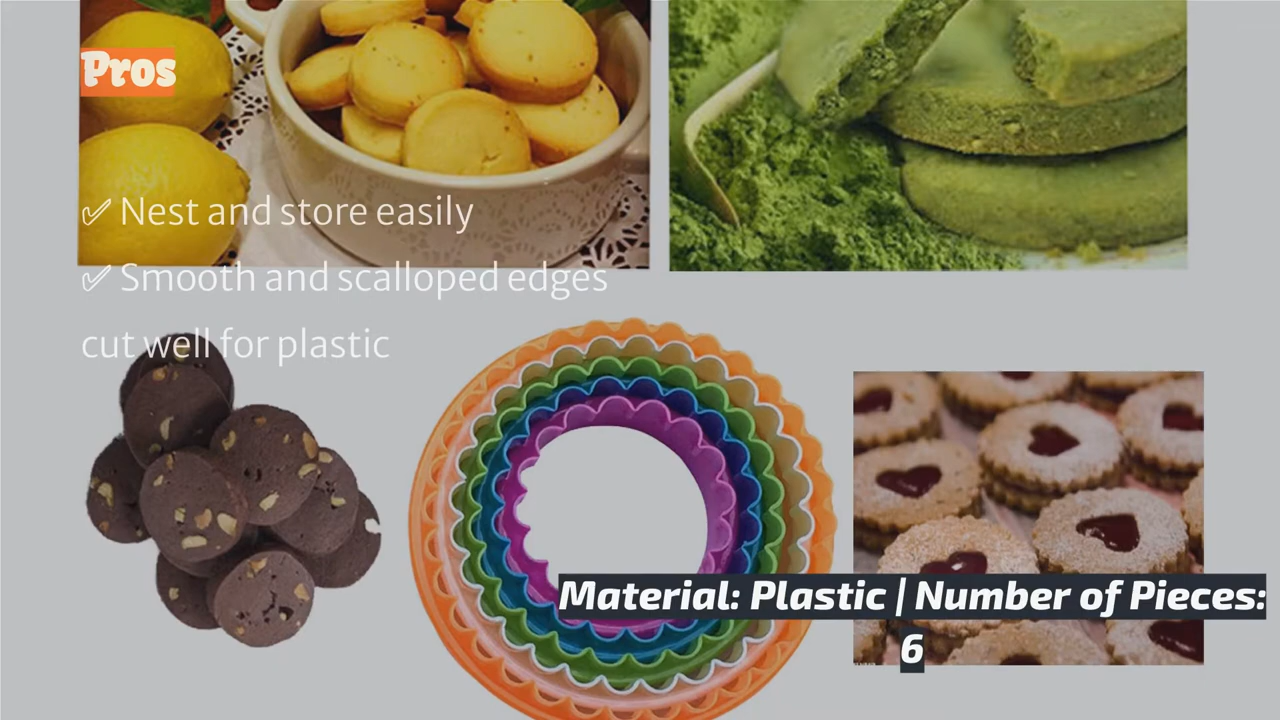 Pros
✅ Nest and store easily
✅ Smooth and scalloped edges
cut well for plastic
Material: Plastic | Number of Pieces:
6